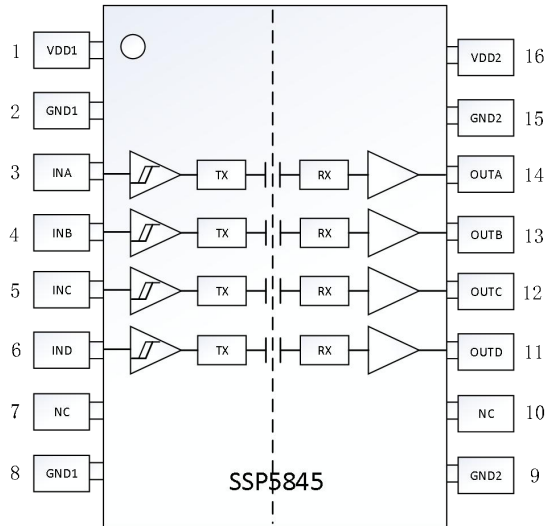 1 VDD1 VDD2 16
2 GND1 GND2 15
3 INA TX RX OUTA 14
4 INB TX RX OUTB 13
5 INC TX RX OUTC 12
6 IND TX RX OUTD 11
7 NC NC 10
8 GND1 SSP5845 GND2 9